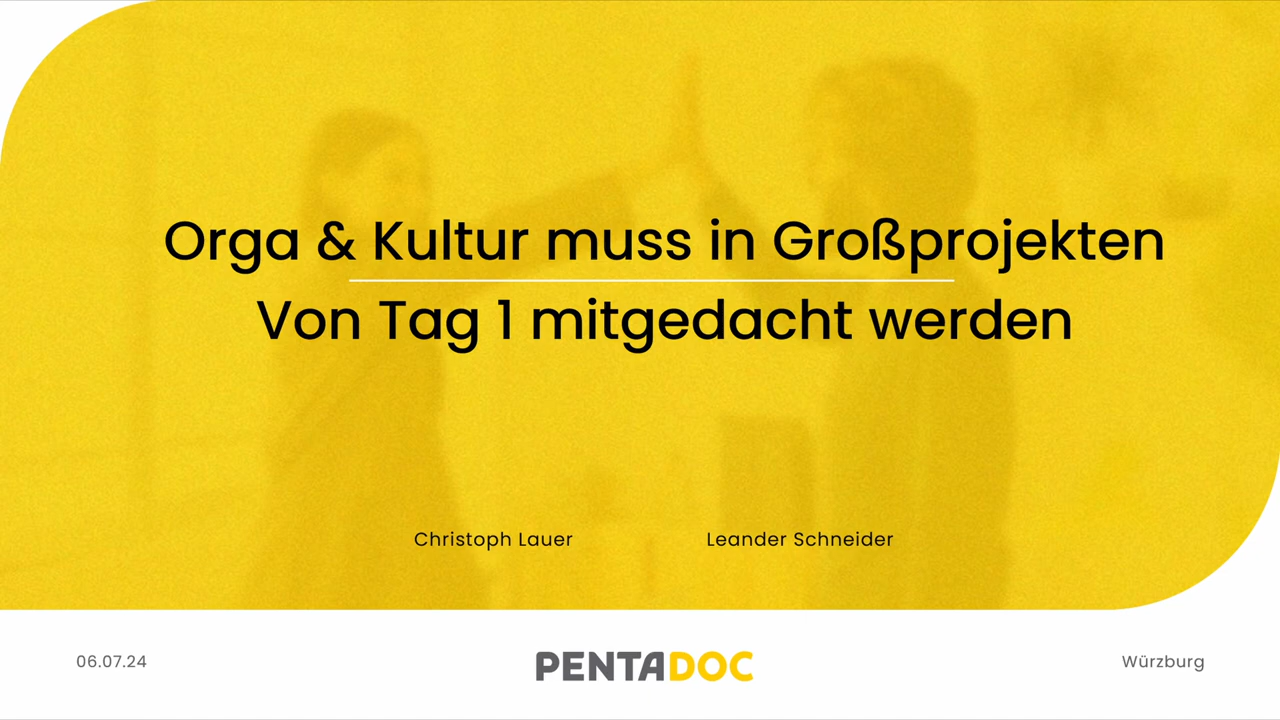 Orga & Kultur muss in Großprojekten
Von Tag 1 mitgedacht werden
Christoph Lauer
Leander Schneider
06.07.24
PENTADOC
Würzburg